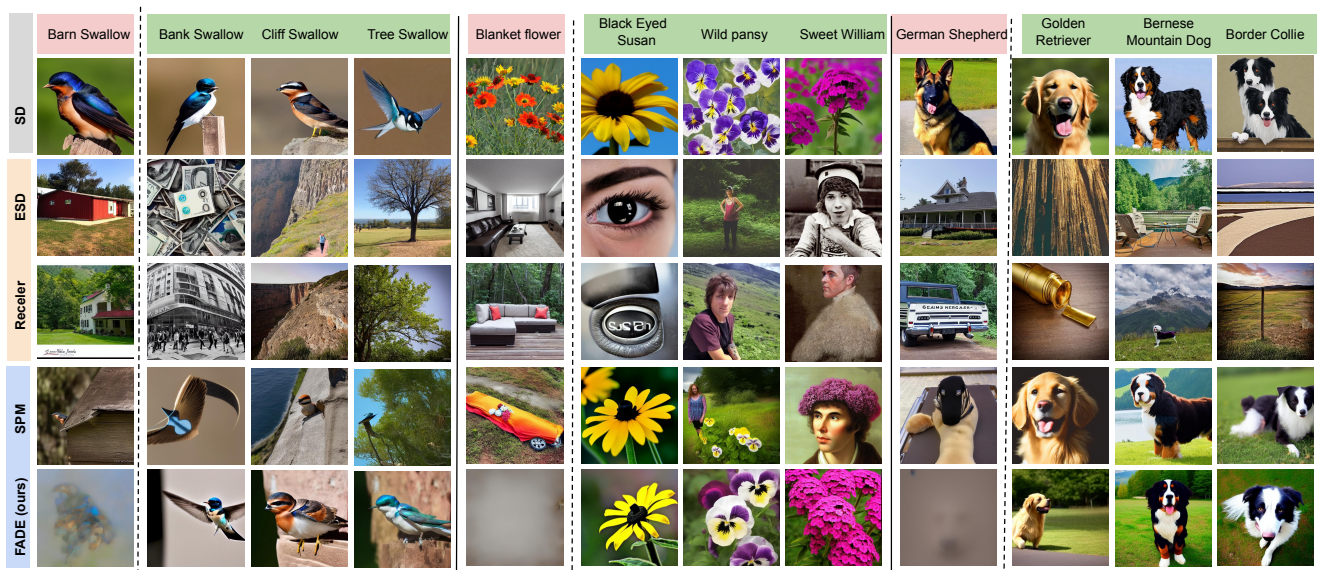 Barn Swallow
Bank Swallow
Cliff Swallow
Tree Swallow
Blanket flower
Black Eyed
Susan
Wild pansy
Sweet William
German Shepherd
Golden
Retriever
Bernese
Mountain Dog
Border Collie
SD
ESD
Receler
SPM
FADE (ours)